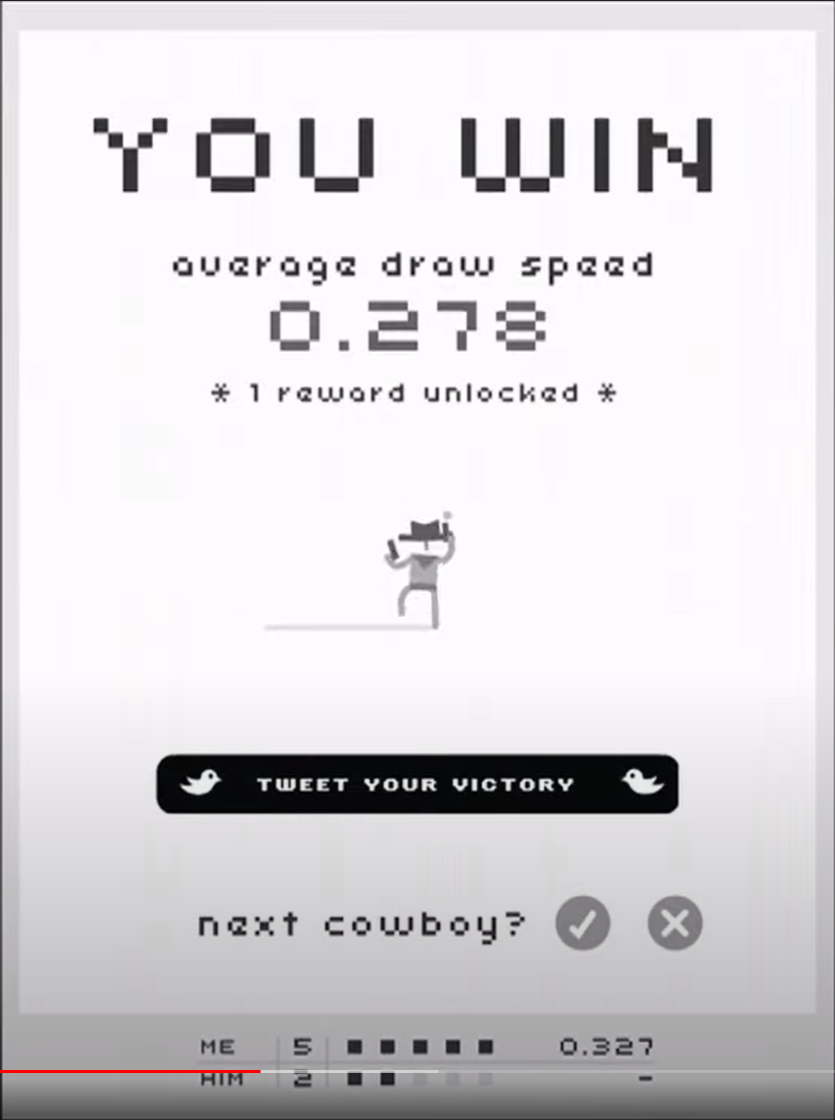 YOU WIN
average draw speed
0.278
* 1 reward unlocked *
TWEET YOUR VICTORY
next cowboy?
ME 5 0.327
HIM 2 -